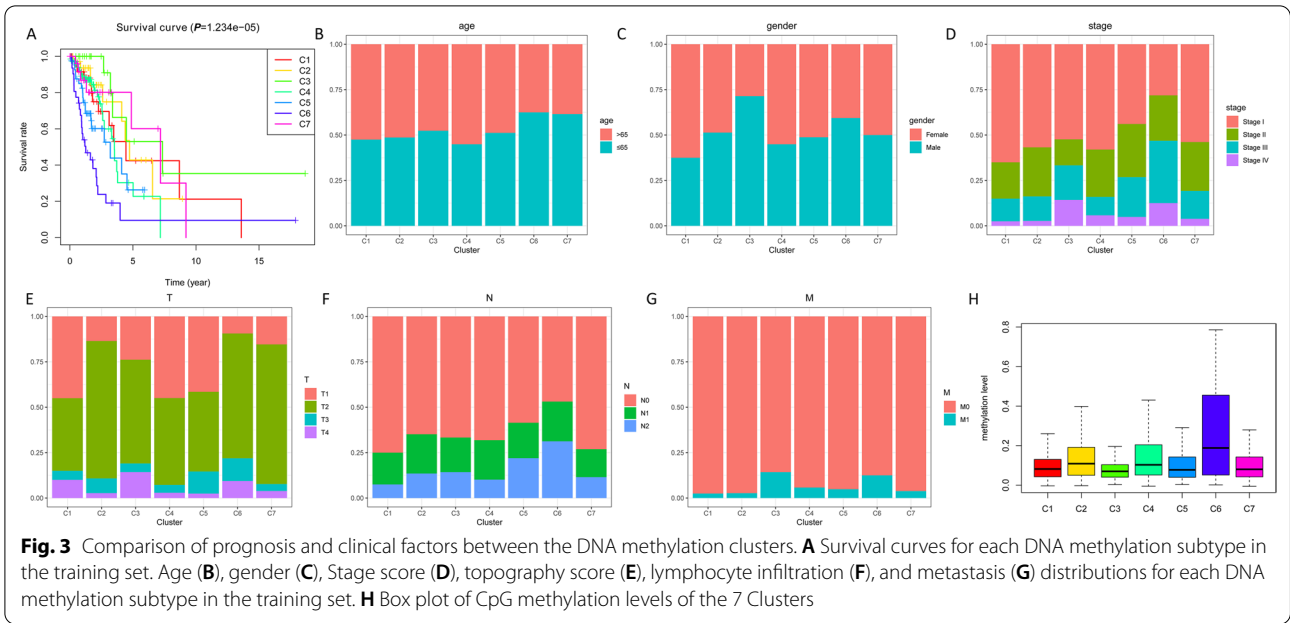 A
Survival curve (P=1.234e−05)
Survival rate
1.0
0.8
0.6
0.4
0.2
0.0
0 5 10 15
Time (year)
C1
C2
C3
C4
C5
C6
C7
B
age
1.00
0.75
0.50
0.25
0.00
C1 C2 C3 C4 C5 C6 C7
Cluster
age
>65
≤65
C
gender
1.00
0.75
0.50
0.25
0.00
C1 C2 C3 C4 C5 C6 C7
Cluster
gender
Female
Male
D
stage
1.00
0.75
0.50
0.25
0.00
C1 C2 C3 C4 C5 C6 C7
Cluster
stage
Stage I
Stage II
Stage III
Stage IV
E
T
1.00
0.75
0.50
0.25
0.00
C1 C2 C3 C4 C5 C6 C7
Cluster
T
T1
T2
T3
T4
F
N
1.00
0.75
0.50
0.25
0.00
C1 C2 C3 C4 C5 C6 C7
Cluster
N
N0
N1
N2
G
M
1.00
0.75
0.50
0.25
0.00
C1 C2 C3 C4 C5 C6 C7
Cluster
M
M0
M1
H
methylation level
0.8
0.6
0.4
0.2
0.0
C1 C2 C3 C4 C5 C6 C7
Fig. 3 Comparison of prognosis and clinical factors between the DNA methylation clusters. A Survival curves for each DNA methylation subtype in
the training set. Age (B), gender (C), Stage score (D), topography score (E), lymphocyte infiltration (F), and metastasis (G) distributions for each DNA
methylation subtype in the training set. H Box plot of CpG methylation levels of the 7 Clusters